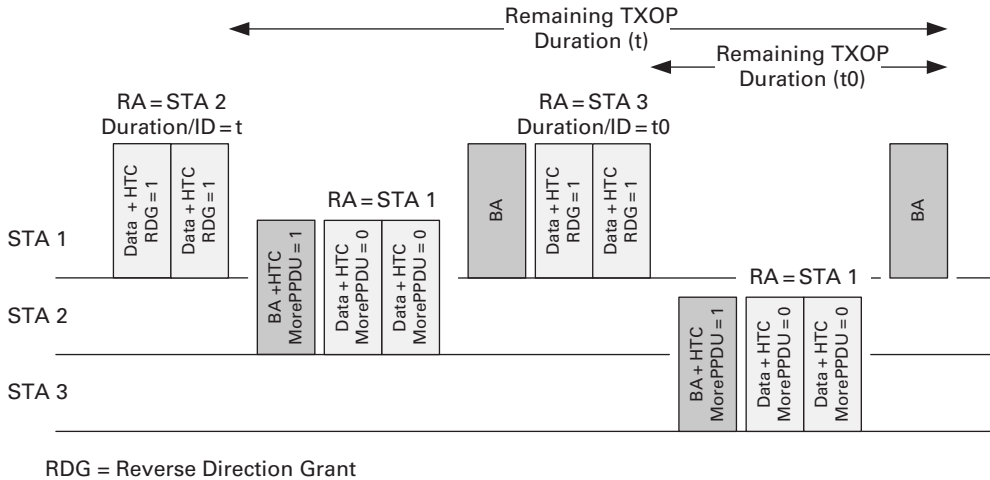 Remaining TXOP
Duration (t)
Remaining TXOP
Duration (t0)
RA = STA 2
Duration/ID = t
RA = STA 3
Duration/ID = t0
Data + HTC
RDG = 1
Data + HTC
RDG = 1
RA = STA 1
BA
Data + HTC
RDG = 1
Data + HTC
RDG = 1
BA
STA 1
BA +HTC
MorePPDU = 1
Data + HTC
MorePPDU = 0
Data + HTC
MorePPDU = 0
RA = STA 1
STA 2
BA + HTC
MorePPDU = 1
Data + HTC
MorePPDU = 0
Data + HTC
MorePPDU = 0
STA 3
RDG = Reverse Direction Grant